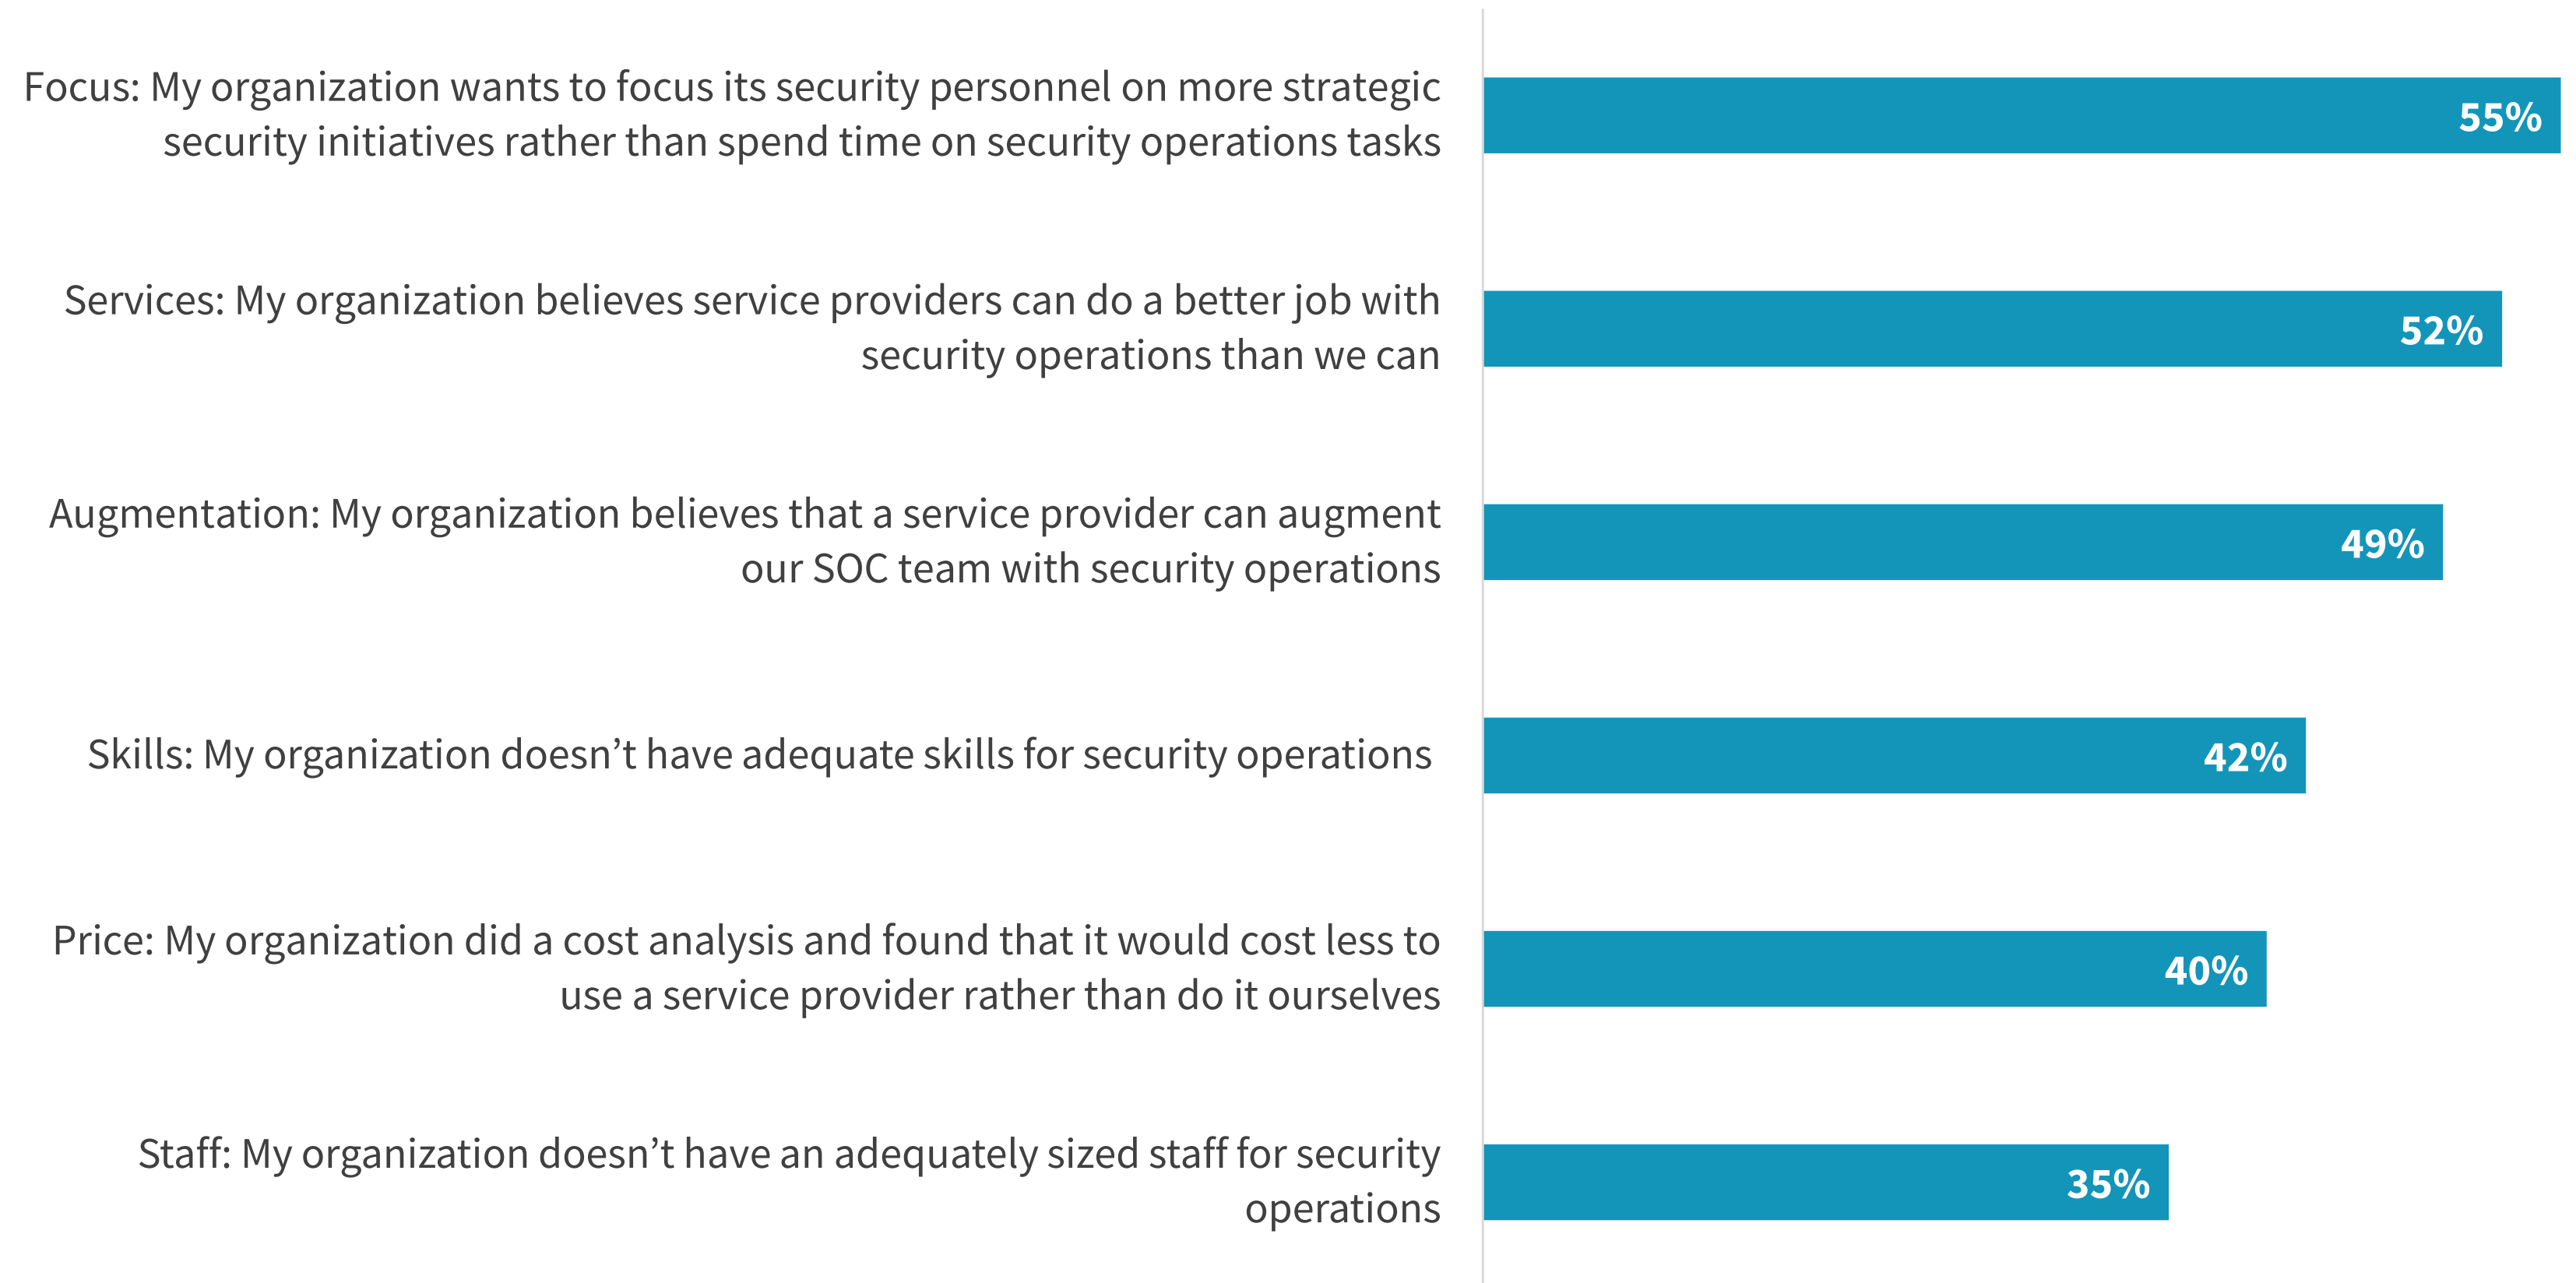 Focus: My organization wants to focus its security personnel on more strategic
security initiatives rather than spend time on security operations tasks
55%
Services: My organization believes service providers can do a better job with
security operations than we can
52%
Augmentation: My organization believes that a service provider can augment
our SOC team with security operations
49%
Skills: My organization doesn’t have adequate skills for security operations
42%
Price: My organization did a cost analysis and found that it would cost less to
use a service provider rather than do it ourselves
40%
Staff: My organization doesn’t have an adequately sized staff for security
operations
35%